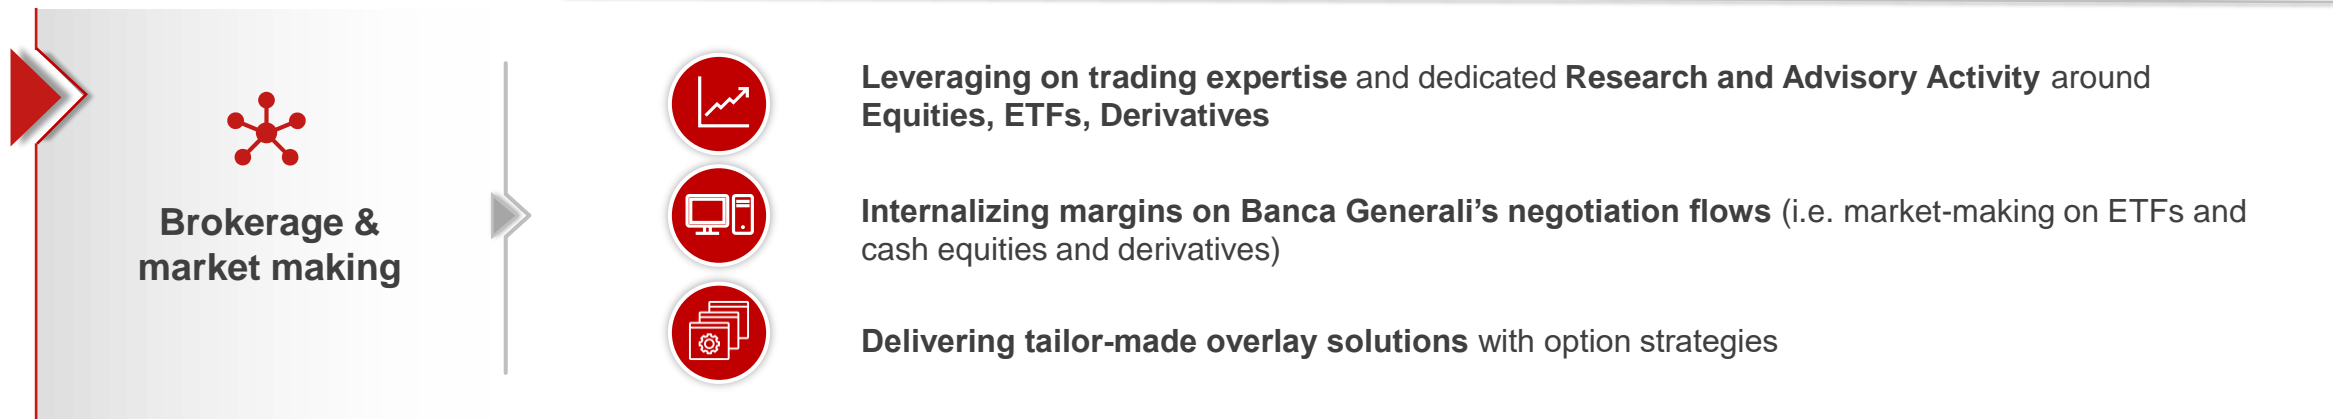 Brokerage &
market making
Leveraging on trading expertise and dedicated Research and Advisory Activity around
Equities, ETFs, Derivatives
Internalizing margins on Banca Generali’s negotiation flows (i.e. market-making on ETFs and
cash equities and derivatives)
Delivering tailor-made overlay solutions with option strategies